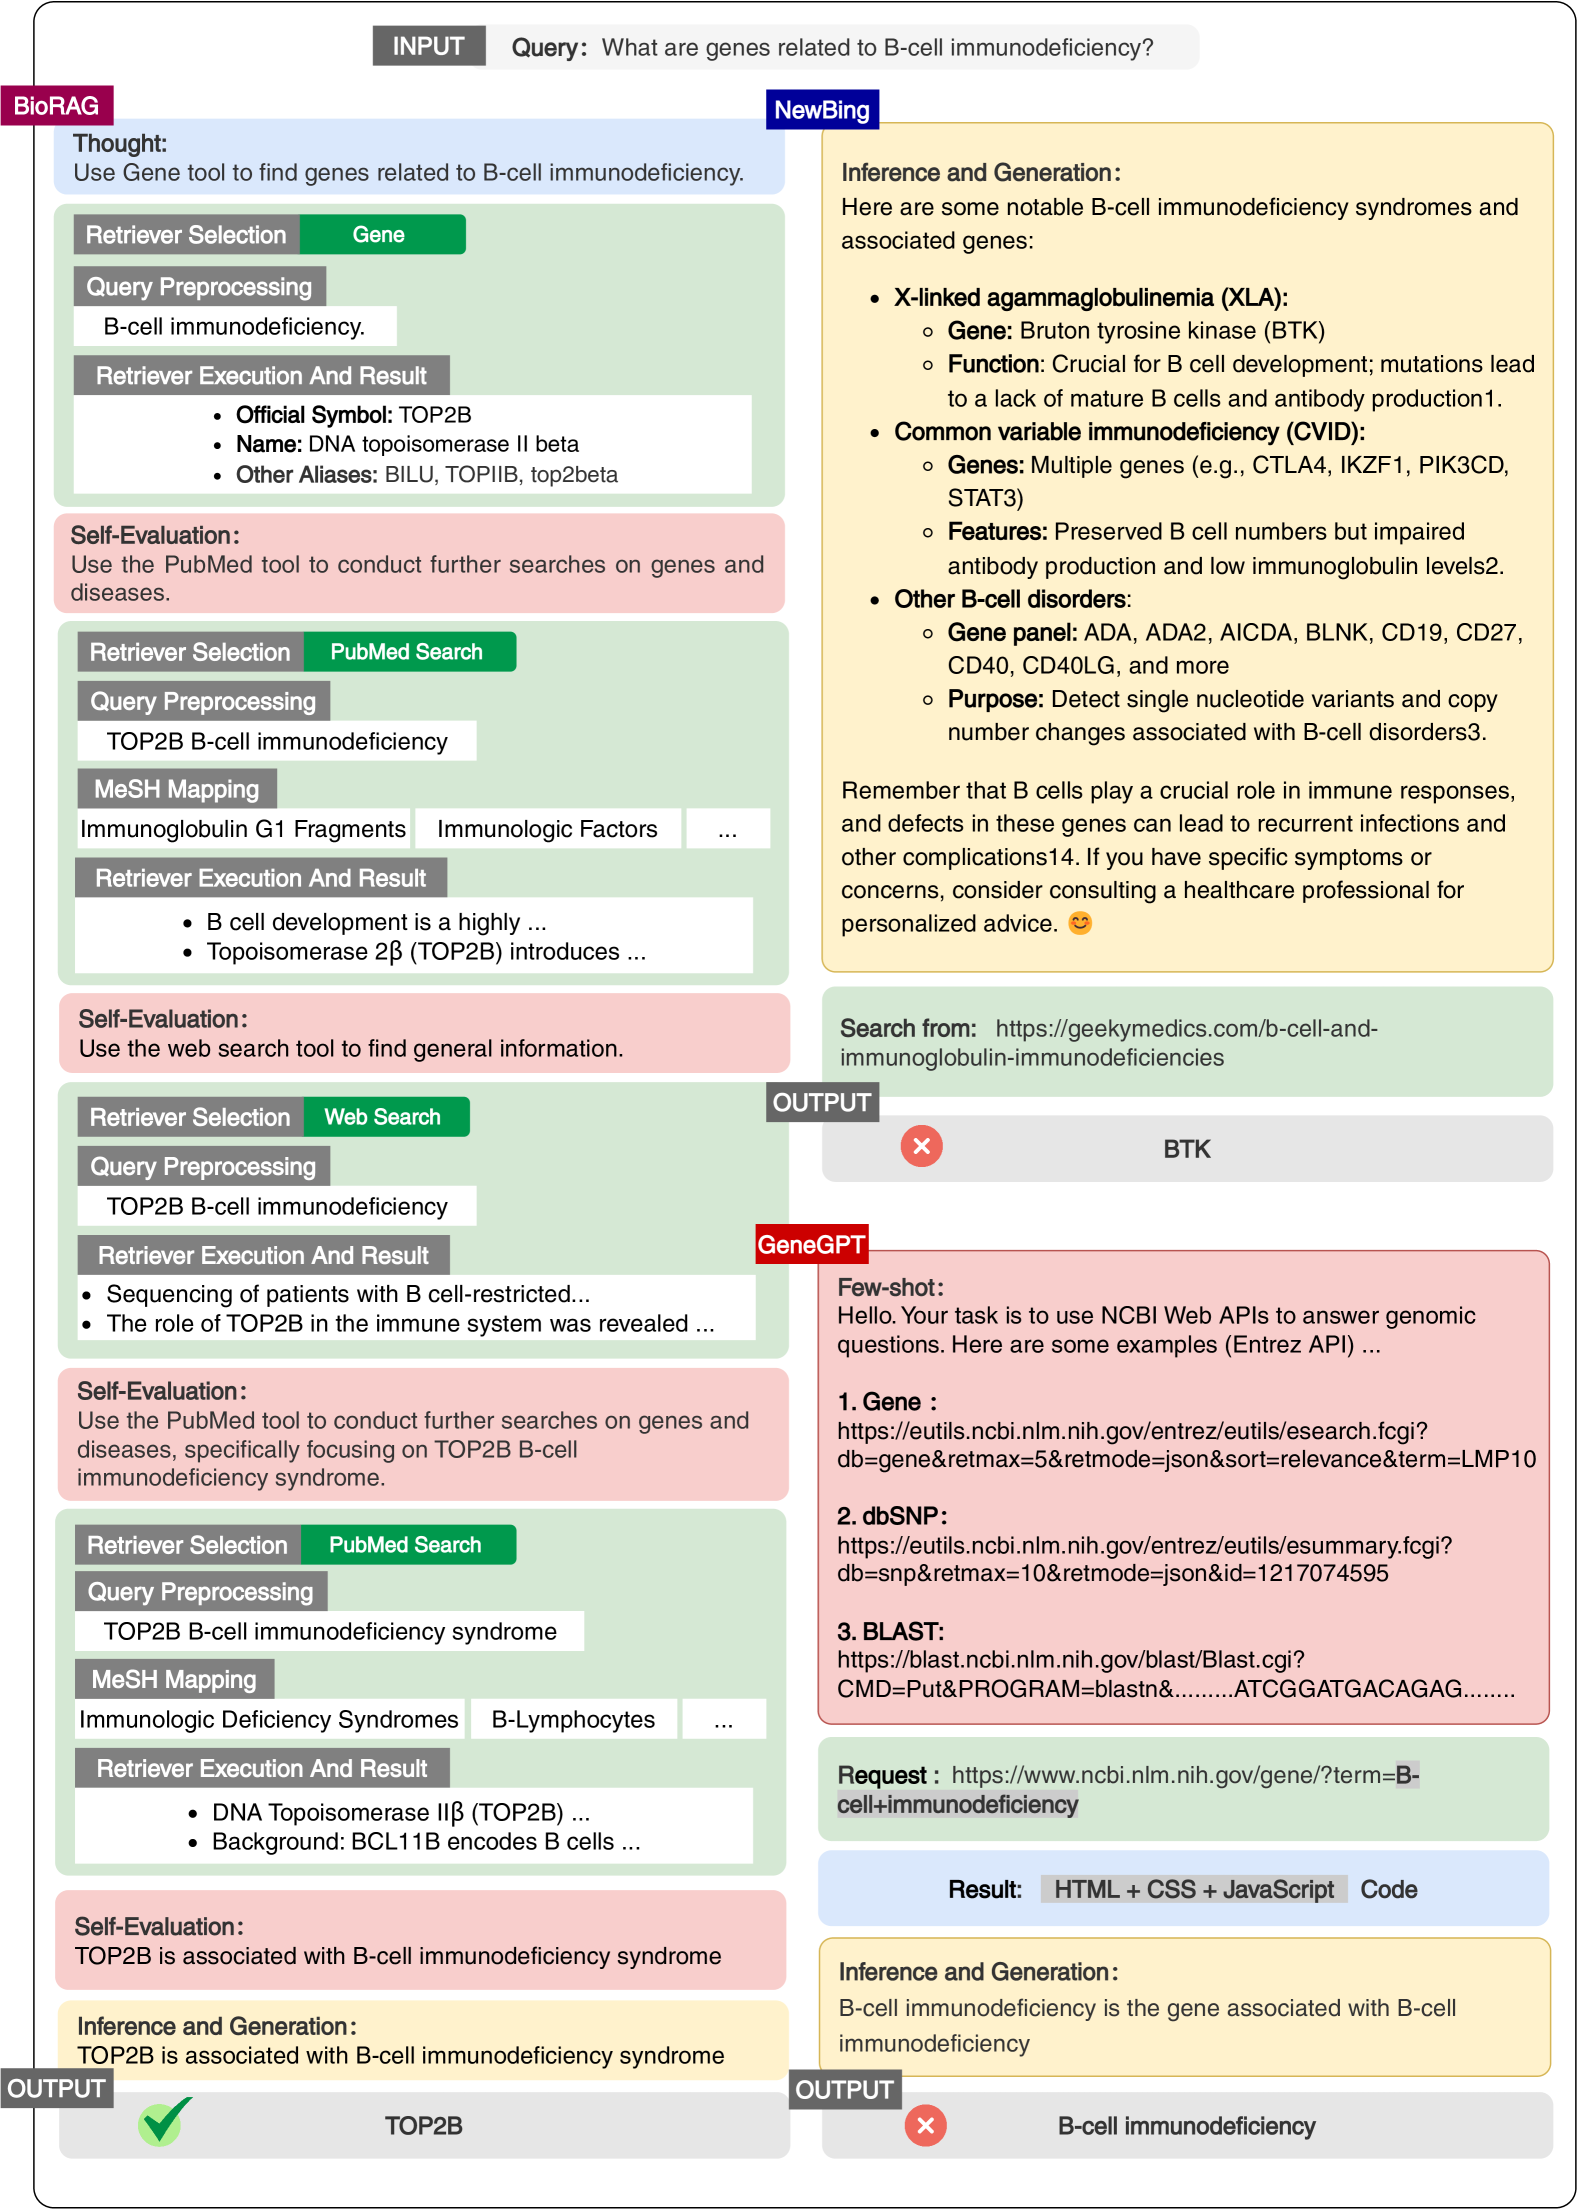 INPUT Query: What are genes related to B-cell immunodeficiency?
BioRAG
Thought:
Use Gene tool to find genes related to B-cell immunodeficiency.
Retriever Selection Gene
Query Preprocessing
B-cell immunodeficiency.
Retriever Execution And Result
• Official Symbol: TOP2B
• Name: DNA topoisomerase II beta
• Other Aliases: BILU, TOPIIB, top2beta
Self-Evaluation:
Use the PubMed tool to conduct further searches on genes and
diseases.
Retriever Selection PubMed Search
Query Preprocessing
TOP2B B-cell immunodeficiency
MeSH Mapping
Immunoglobulin G1 Fragments Immunologic Factors ...
Retriever Execution And Result
• B cell development is a highly ...
• Topoisomerase 2β (TOP2B) introduces ...
Self-Evaluation:
Use the web search tool to find general information.
Retriever Selection Web Search
Query Preprocessing
TOP2B B-cell immunodeficiency
Retriever Execution And Result
• Sequencing of patients with B cell-restricted...
• The role of TOP2B in the immune system was revealed ...
Self-Evaluation:
Use the PubMed tool to conduct further searches on genes and
diseases, specifically focusing on TOP2B B-cell
immunodeficiency syndrome.
Retriever Selection PubMed Search
Query Preprocessing
TOP2B B-cell immunodeficiency syndrome
MeSH Mapping
Immunologic Deficiency Syndromes B-Lymphocytes ...
Retriever Execution And Result
• DNA Topoisomerase IIβ (TOP2B) ...
• Background: BCL11B encodes B cells ...
Self-Evaluation:
TOP2B is associated with B-cell immunodeficiency syndrome
Inference and Generation:
TOP2B is associated with B-cell immunodeficiency syndrome
OUTPUT
TOP2B
NewBing
Inference and Generation:
Here are some notable B-cell immunodeficiency syndromes and
associated genes:
• X-linked agammaglobulinemia (XLA):
◦ Gene: Bruton tyrosine kinase (BTK)
◦ Function: Crucial for B cell development; mutations lead
to a lack of mature B cells and antibody production1.
• Common variable immunodeficiency (CVID):
◦ Genes: Multiple genes (e.g., CTLA4, IKZF1, PIK3CD,
STAT3)
◦ Features: Preserved B cell numbers but impaired
antibody production and low immunoglobulin levels2.
• Other B-cell disorders:
◦ Gene panel: ADA, ADA2, AICDA, BLNK, CD19, CD27,
CD40, CD40LG, and more
◦ Purpose: Detect single nucleotide variants and copy
number changes associated with B-cell disorders3.
Remember that B cells play a crucial role in immune responses,
and defects in these genes can lead to recurrent infections and
other complications14. If you have specific symptoms or
concerns, consider consulting a healthcare professional for
personalized advice. 😊
Search from: https://geekymedics.com/b-cell-and-
immunoglobulin-immunodeficiencies
OUTPUT
BTK
GeneGPT
Few-shot:
Hello. Your task is to use NCBI Web APIs to answer genomic
questions. Here are some examples (Entrez API) ...
1. Gene :
https://eutils.ncbi.nlm.nih.gov/entrez/eutils/esearch.fcgi?
db=gene&retmax=5&retmode=json&sort=relevance&term=LMP10
2. dbSNP:
https://eutils.ncbi.nlm.nih.gov/entrez/eutils/esummary.fcgi?
db=snp&retmax=10&retmode=json&id=1217074595
3. BLAST:
https://blast.ncbi.nlm.nih.gov/blast/Blast.cgi?
CMD=Put&PROGRAM=blastn&.........ATCGGATGACAGAG........
Request : https://www.ncbi.nlm.nih.gov/gene/?term=B-
cell+immunodeficiency
Result: HTML + CSS + JavaScript Code
Inference and Generation:
B-cell immunodeficiency is the gene associated with B-cell
immunodeficiency
OUTPUT
B-cell immunodeficiency